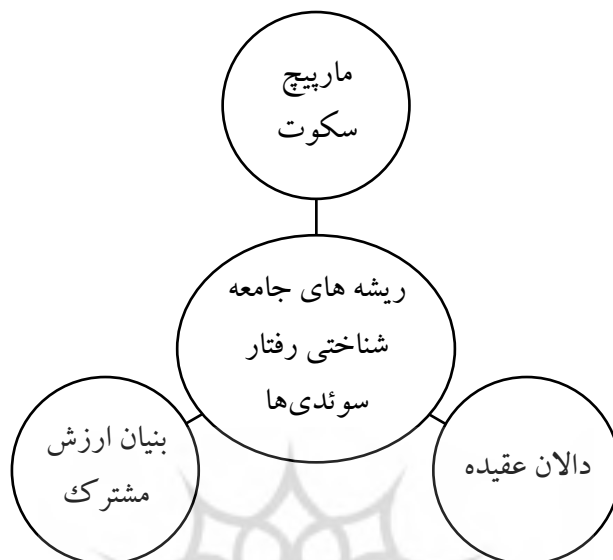 مارپیچ
سکوت
ریشه های جامعه
شناختی رفتار
سوئدی‌ها
بنیان ارزش
مشترک
دالان عقیده